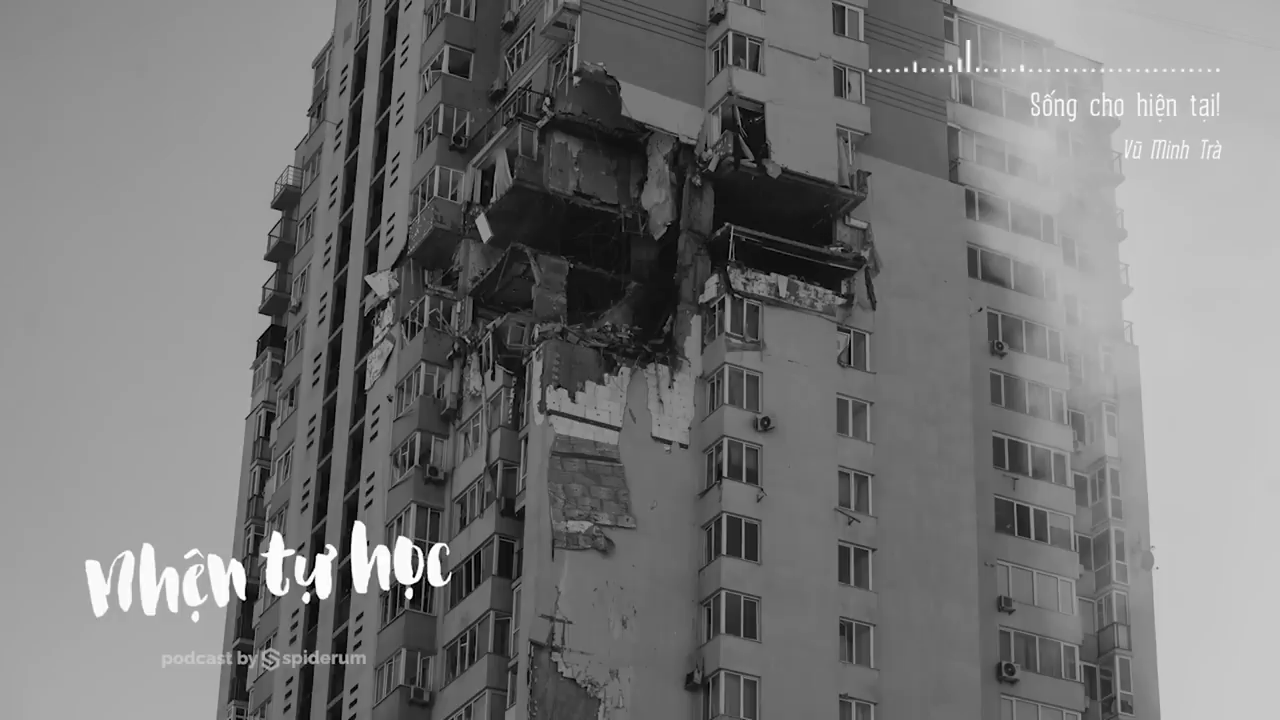 Sống cho hiện tại!
Vũ Minh Trà
Nhện tự học
podcast by spiderum